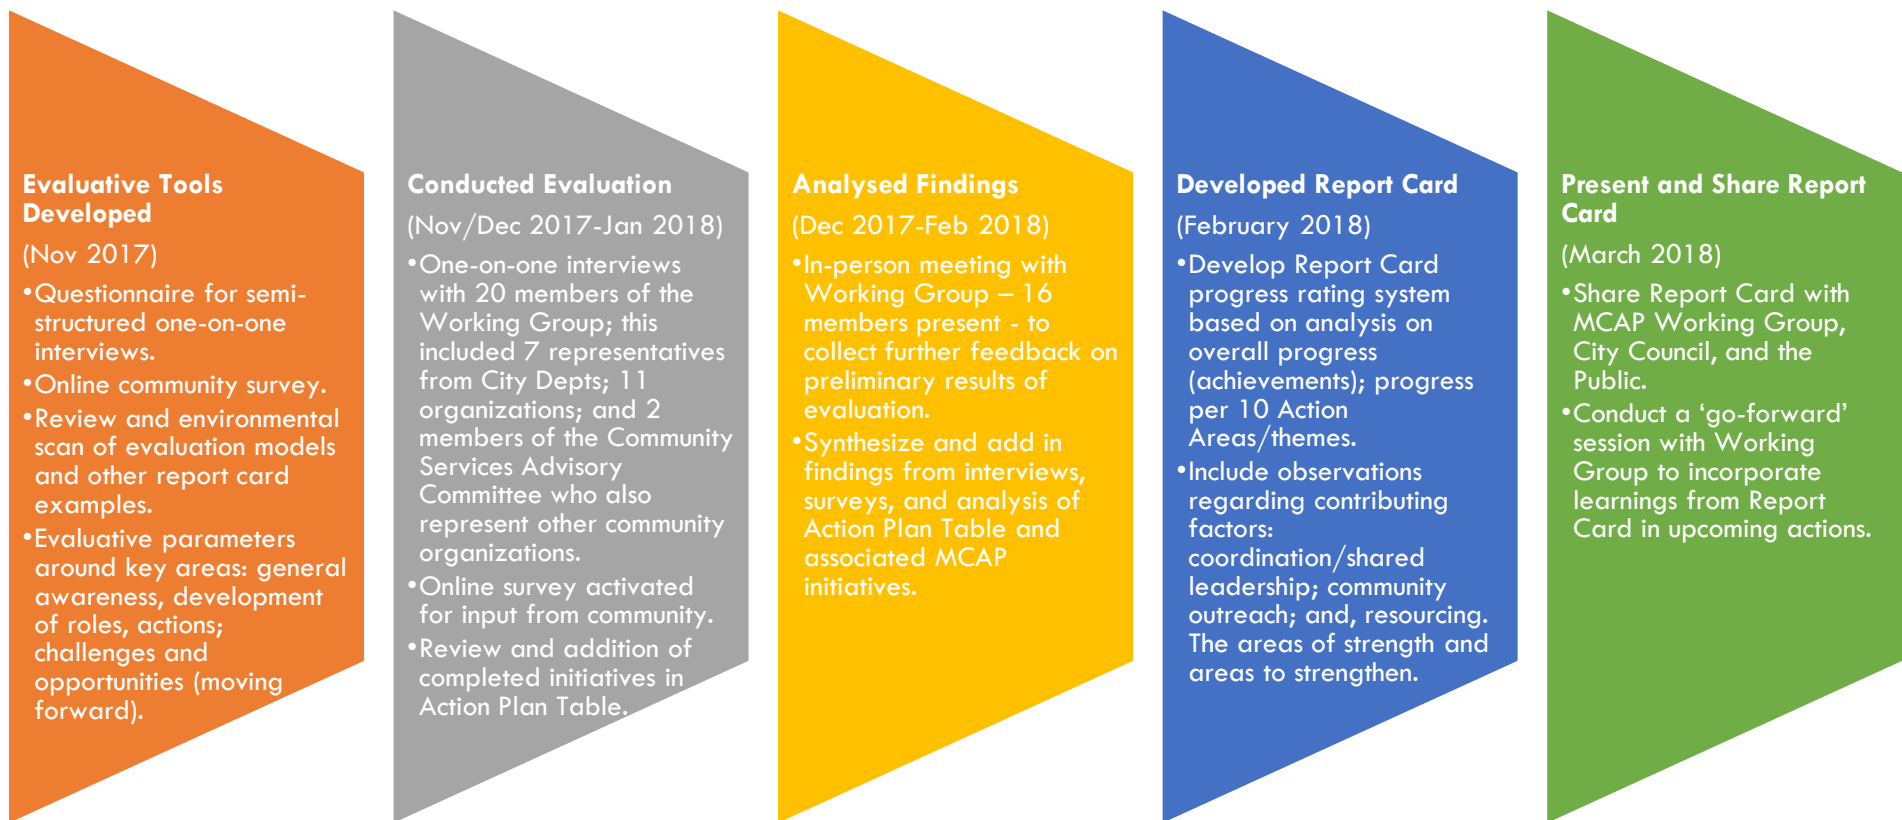 Evaluative Tools
Developed
(Nov 2017)
•Questionnaire for semi-
structured one-on-one
interviews.
•Online community survey.
•Review and environmental
scan of evaluation models
and other report card
examples.
•Evaluative parameters
around key areas: general
awareness, development
of roles, actions;
challenges and
opportunities (moving
forward).
Conducted Evaluation
(Nov/Dec 2017-Jan 2018)
•One-on-one interviews
with 20 members of the
Working Group; this
included 7 representatives
from City Depts; 11
organizations; and 2
members of the Community
Services Advisory
Committee who also
represent other community
organizations.
•Online survey activated
for input from community.
•Review and addition of
completed initiatives in
Action Plan Table.
Analysed Findings
(Dec 2017-Feb 2018)
•In-person meeting with
Working Group – 16
members present - to
collect further feedback on
preliminary results of
evaluation.
•Synthesize and add in
findings from interviews,
surveys, and analysis of
Action Plan Table and
associated MCAP
initiatives.
Developed Report Card
(February 2018)
•Develop Report Card
progress rating system
based on analysis on
overall progress
(achievements); progress
per 10 Action
Areas/themes.
•Include observations
regarding contributing
factors:
coordination/shared
leadership; community
outreach; and, resourcing.
The areas of strength and
areas to strengthen.
Present and Share Report
Card
(March 2018)
•Share Report Card with
MCAP Working Group,
City Council, and the
Public.
•Conduct a ‘go-forward’
session with Working
Group to incorporate
learnings from Report
Card in upcoming actions.